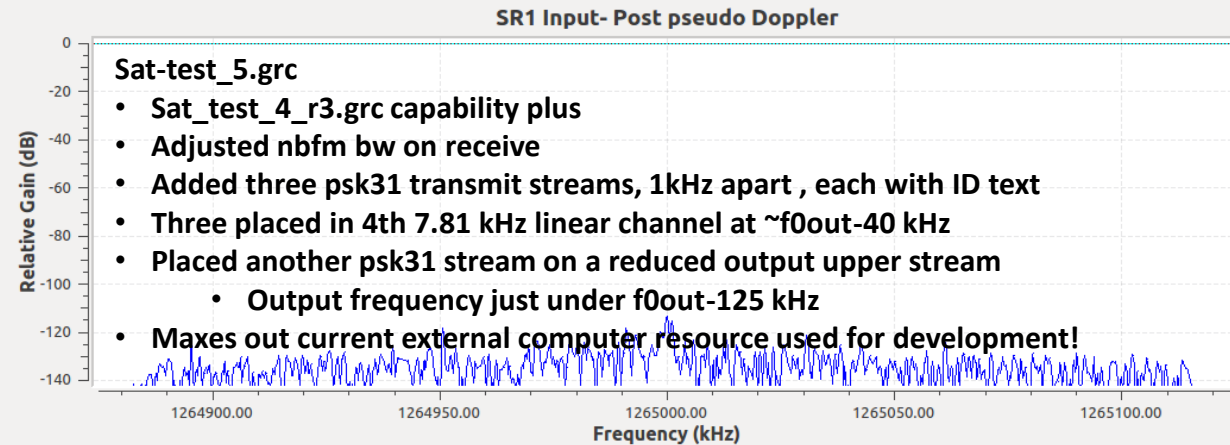 SR1 Input- Post pseudo Doppler
0
Sat-test_5.grc
-20
• Sat_test_4_r3.grc capability plus
-40
• Adjusted nbfm bw on receive
-60
• Added three psk31 transmit streams, 1kHz apart , each with ID text
-80
• Three placed in 4th 7.81 kHz linear channel at ~f0out-40 kHz
• Placed another psk31 stream on a reduced output upper stream
-100
• Output frequency just under f0out-125 kHz
-120
• Maxes out current external computer resource used for development!
-140
Relative Gain (dB)
1264900.00 1264950.00 1265000.00 1265050.00 1265100.00
Frequency (kHz)